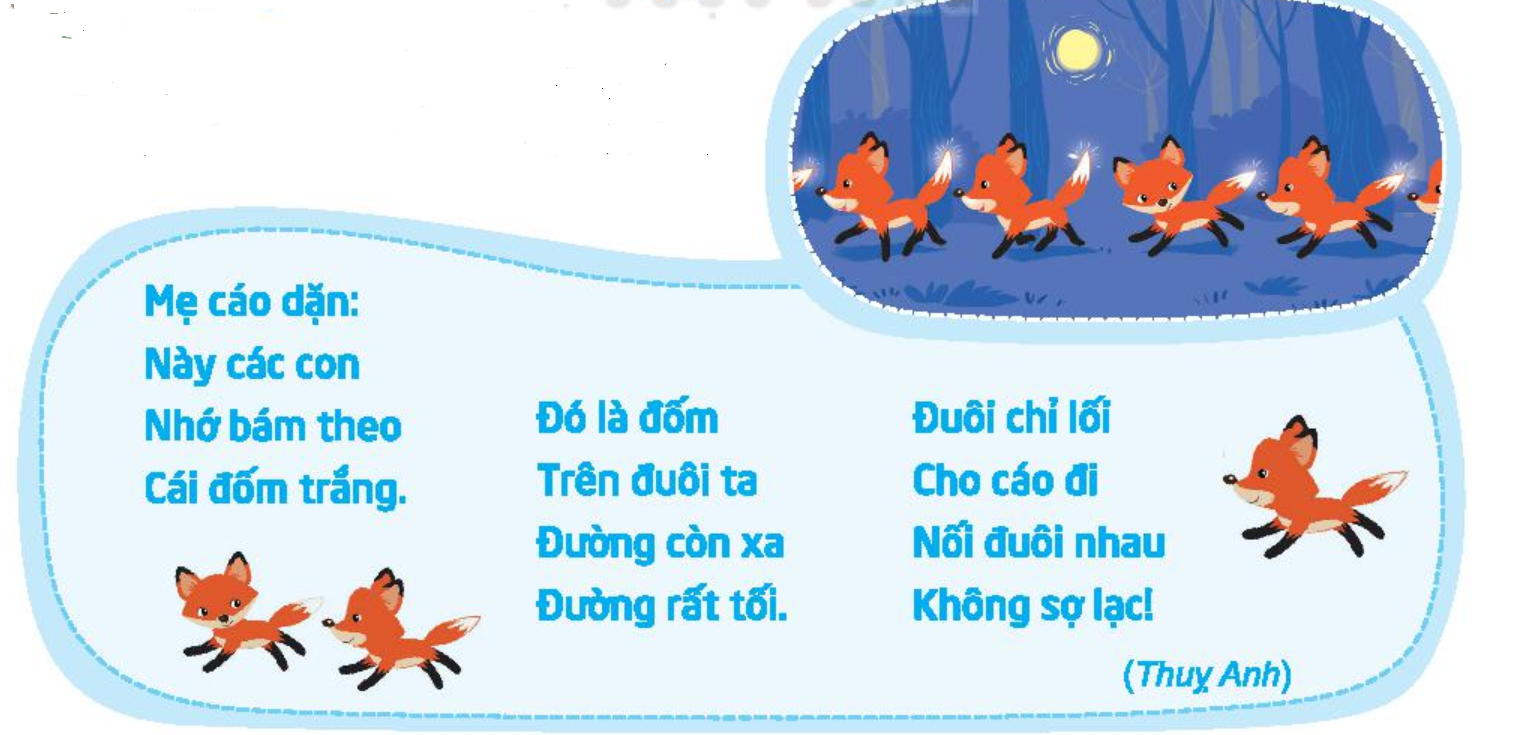 Mẹ cáo dặn:
Này các con
Nhớ bám theo
Cái đốm trắng.
Đó là đốm
Trên đuôi ta
Đường còn xa
Đường rất tối.
Đuôi chỉ lối
Cho cáo đi
Nối đuôi nhau
Không sợ lạc!
(Thuỵ Anh)